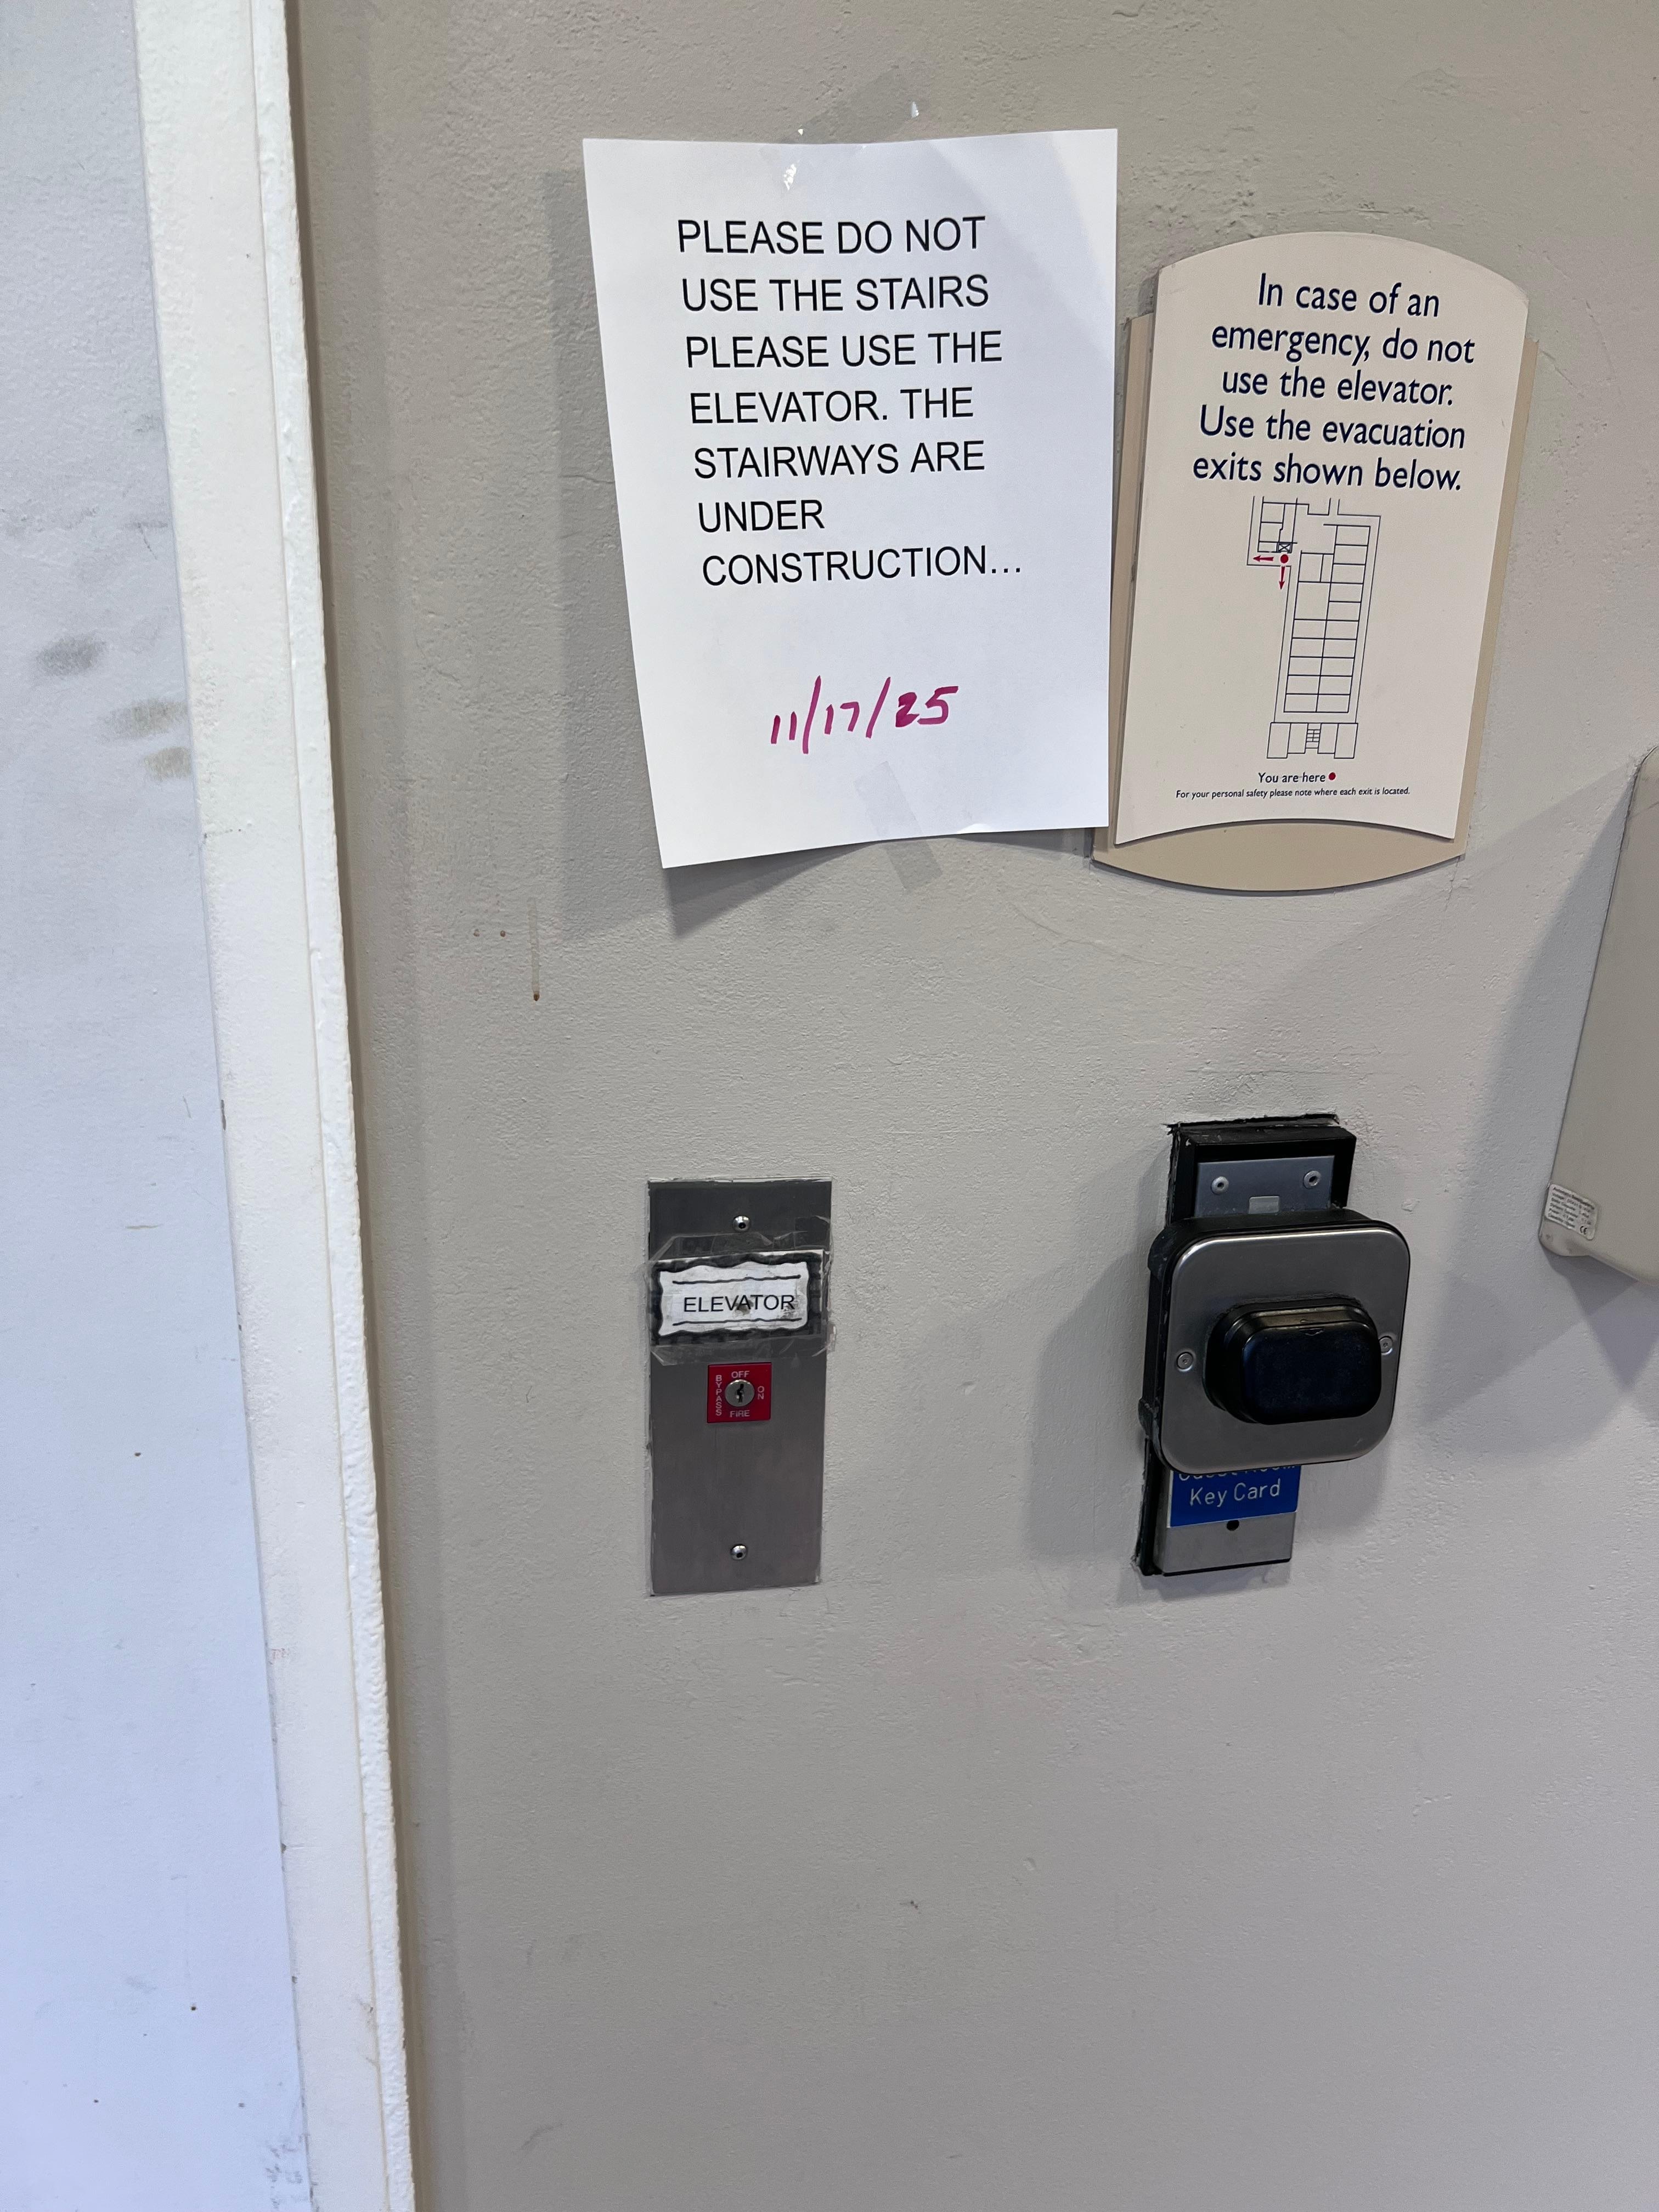 PLEASE DO NOT
USE THE STAIRS
PLEASE USE THE
ELEVATOR. THE
STAIRWAYS ARE
UNDER
CONSTRUCTION...
11/17/25
In case of an
emergency, do not
use the elevator.
Use the evacuation
exits shown below.
You are here
For your personal safety please note where each exit is located.
ELEVATOR
OFF
BYPASS
ON
FIRE
Key Card